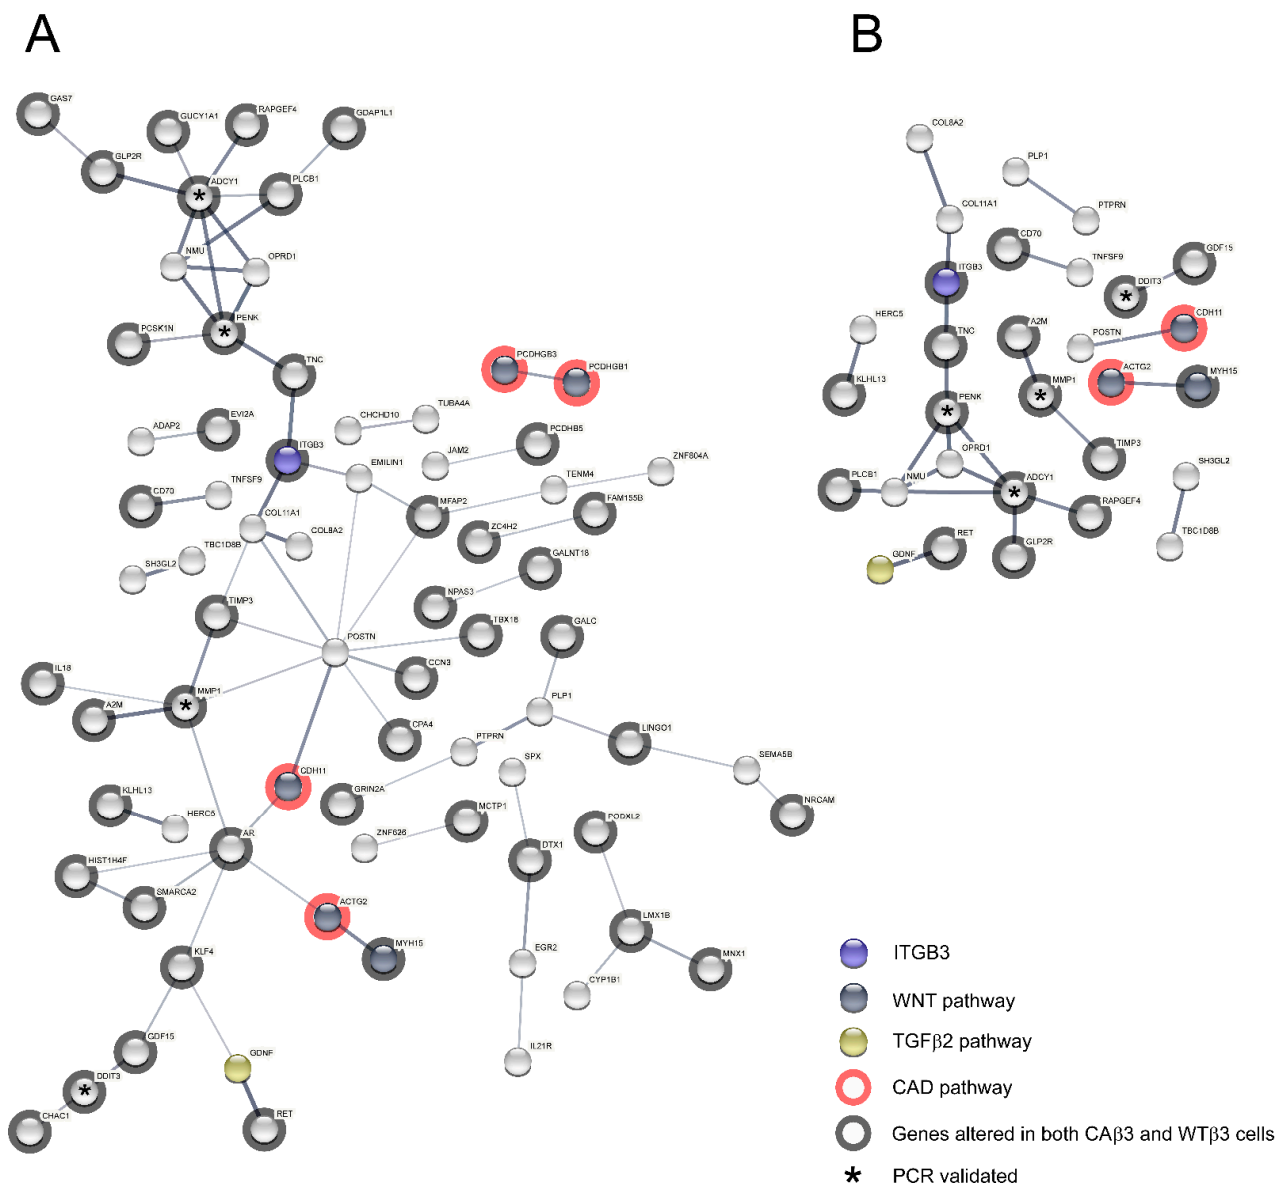 A
B
GAS7
GUCY1A1
RAPGEF4
GDAP1L1
GLP2R
ADCY1
*
PLCB1
NMU
OPRD1
PENK
*
PCSK1N
TNC
PCDHGB3
PCDHGB1
TUBA4A
CHCHD10
EVI2A
ADAP2
ITGB3
EMILIN1
JAM2
PCDHB5
ZNF804A
TENM4
CD70
TNFSF9
MFAP2
FAM155B
COL11A1
COL8A2
ZC4H2
TBC1D8B
SH3GL2
GALNT18
NPAS3
TIMP3
POSTN
TBX18
GALC
CCN3
IL18
A2M
MMP1
*
CPA4
PLP1
PTPRN
LINGO1
SPX
SEMA5B
CDH11
GRIN2A
NRCAM
KLHL13
HERC5
MCTP1
ZNF626
PODXL2
AR
DTX1
HIST1H4F
SMARCA2
ACTG2
LMX1B
MYH15
EGR2
MNX1
KLF4
CYP1B1
GDF15
GDNF
IL21R
DDIT3
*
CHAC1
RET
COL8A2
PLP1
COL11A1
PTPRN
CD70
TNFSF9
GDF15
ITGB3
DDIT3
*
CDH11
HERC5
TNC
A2M
POSTN
KLHL13
MMP1
*
ACTG2
MYH15
PENK
*
TIMP3
OPRD1
SH3GL2
PLCB1
NMU
ADCY1
*
RAPGEF4
RET
GDNF
GLP2R
TBC1D8B
ITGB3
WNT pathway
TGFβ2 pathway
CAD pathway
Genes altered in both CAβ3 and WTβ3 cells
* PCR validated